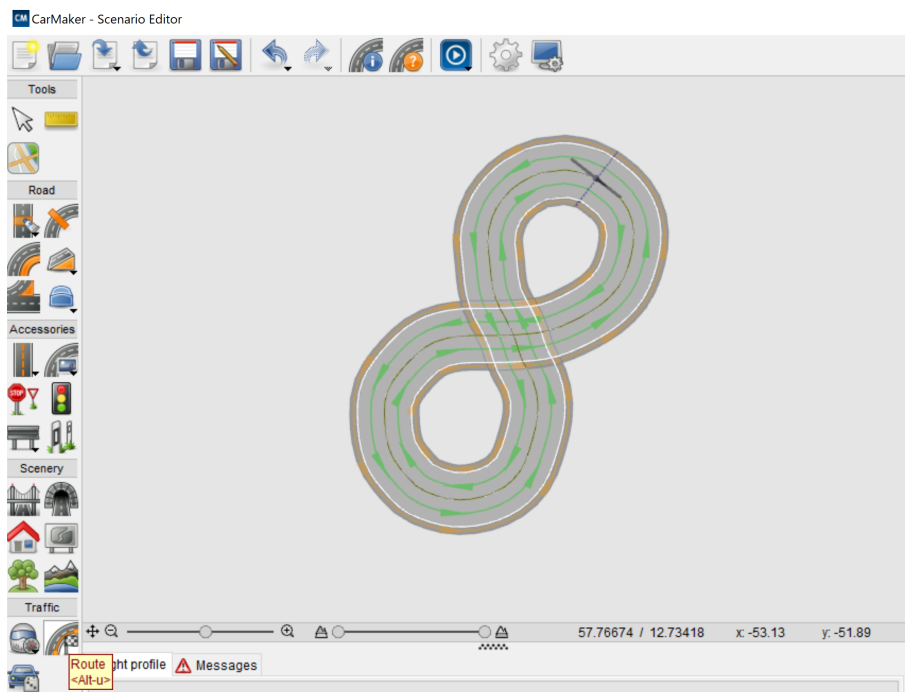 CM CarMaker - Scenario Editor
Tools
Road
Accessories
STOP
Scenery
Traffic
57.76674 / 12.73418 x: -53.13 y: -51.89
Route
<Alt-u>
ght profile
Messages